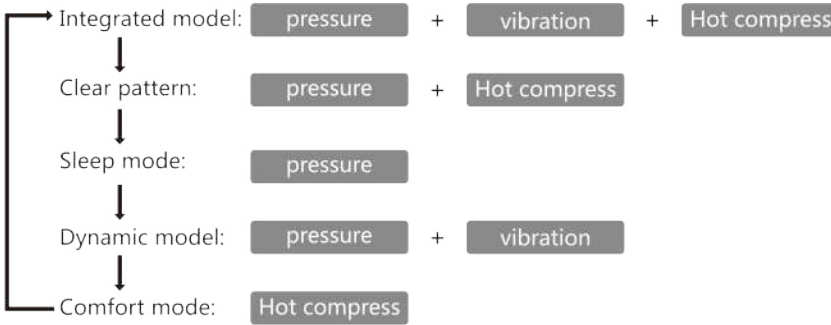 Integrated model: pressure + vibration + Hot compress
Clear pattern: pressure + Hot compress
Sleep mode: pressure
Dynamic model: pressure + vibration
Comfort mode: Hot compress